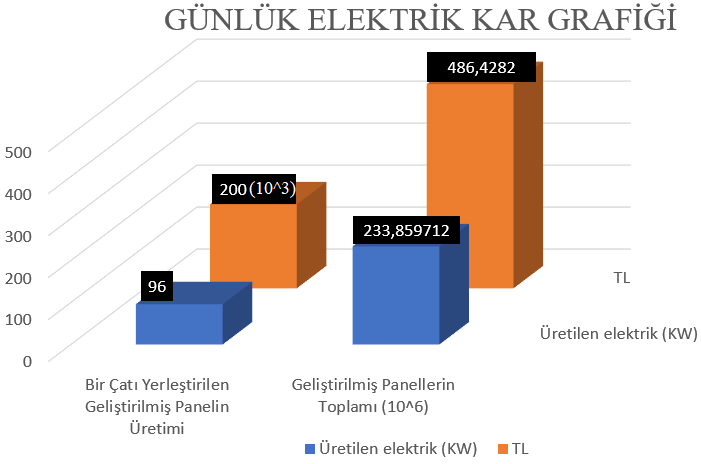 GÜNLÜK ELEKTRİK KAR GRAFİĞİ
486,4282
500
400
200 (10^3)
300
233,859712
200
96
TL
100
Üretilen elektrik (KW)
0
Bir Çatı Yerleştirilen
Geliştirilmiş Panelin
Üretimi
Geliştirilmiş Panellerin
Toplamı (10^6)
Üretilen elektrik (KW)
TL